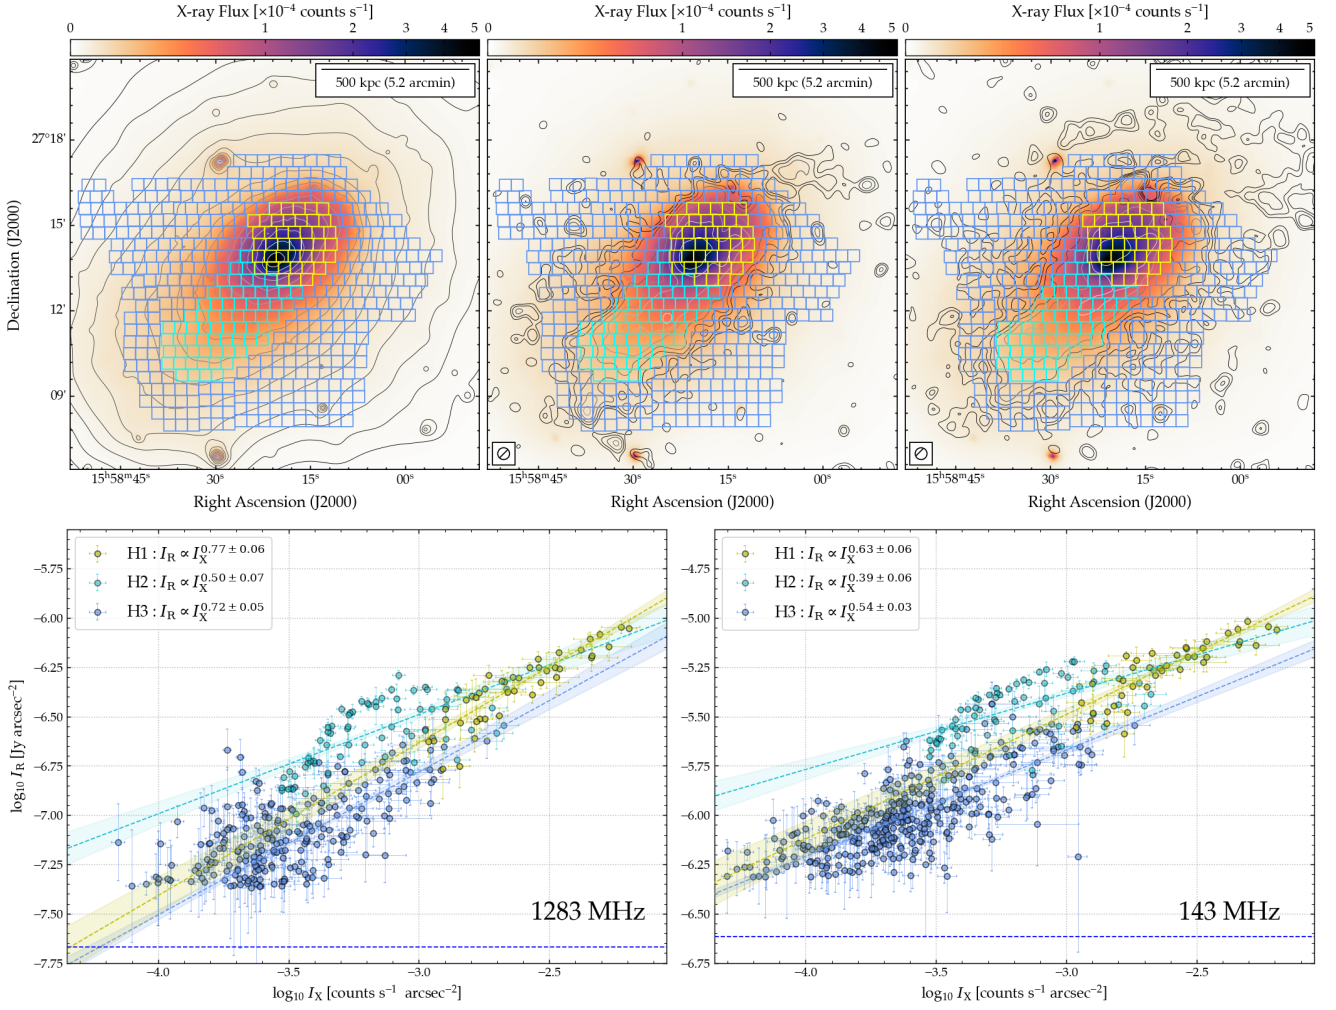 X-ray Flux [×10⁻⁴ counts s⁻¹]
0 1 2 3 4 5
X-ray Flux [×10⁻⁴ counts s⁻¹]
0 1 2 3 4 5
X-ray Flux [×10⁻⁴ counts s⁻¹]
0 1 2 3 4 5
500 kpc (5.2 arcmin)
500 kpc (5.2 arcmin)
500 kpc (5.2 arcmin)
Declination (J2000)
27°18'
15'
12'
09'
15ʰ58ᵐ45ˢ 30ˢ 15ˢ 00ˢ
15ʰ58ᵐ45ˢ 30ˢ 15ˢ 00ˢ
15ʰ58ᵐ45ˢ 30ˢ 15ˢ 00ˢ
Right Ascension (J2000)
Right Ascension (J2000)
Right Ascension (J2000)
log₁₀ I_R [Jy arcsec⁻²]
−5.75
−6.00
−6.25
−6.50
−6.75
−7.00
−7.25
−7.50
−7.75
H1 : I_R ∝ I_X^0.77 ± 0.06
H2 : I_R ∝ I_X^0.50 ± 0.07
H3 : I_R ∝ I_X^0.72 ± 0.05
1283 MHz
−4.0 −3.5 −3.0 −2.5
log₁₀ I_X [counts s⁻¹ arcsec⁻²]
−4.75
−5.00
−5.25
−5.50
−5.75
−6.00
−6.25
−6.50
−6.75
H1 : I_R ∝ I_X^0.63 ± 0.06
H2 : I_R ∝ I_X^0.39 ± 0.06
H3 : I_R ∝ I_X^0.54 ± 0.03
143 MHz
−4.0 −3.5 −3.0 −2.5
log₁₀ I_X [counts s⁻¹ arcsec⁻²]